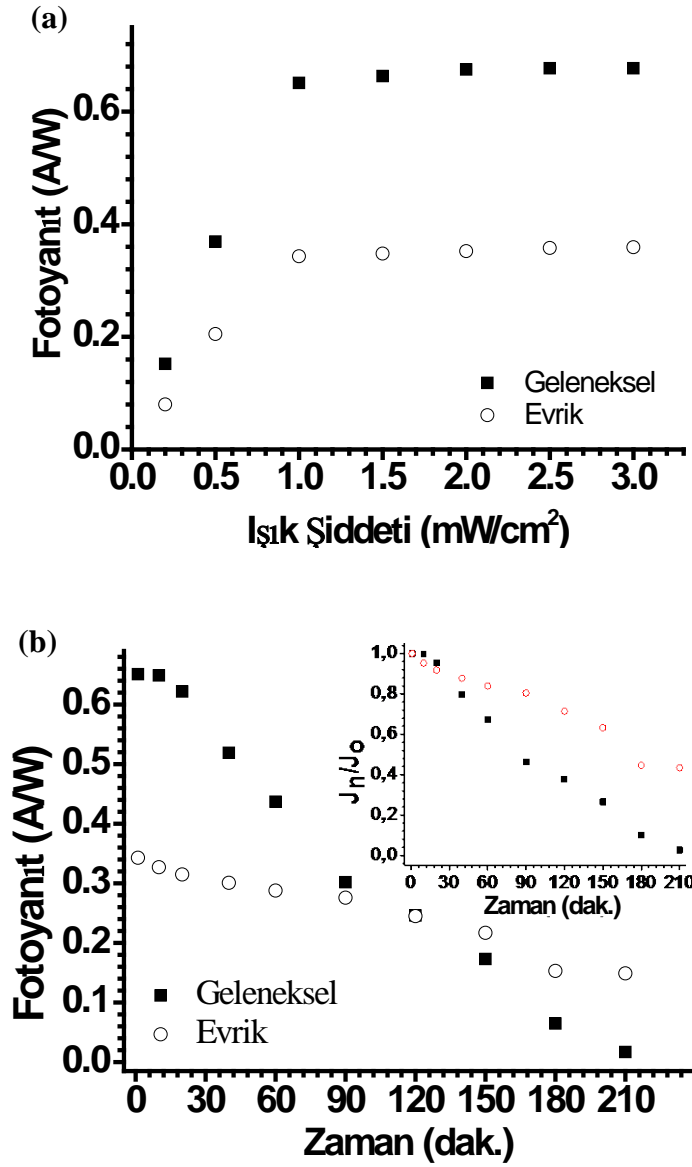 (a)
0.6
0.4
0.2
0.0
Fotoyanıt (A/W)
Geleneksel
Evrik
0.0 0.5 1.0 1.5 2.0 2.5 3.0
Işık Şiddeti (mW/cm²)
(b)
0.6
0.5
0.4
0.3
0.2
0.1
0.0
Fotoyanıt (A/W)
1,0
0,8
0,6
0,4
0,2
0,0
Jn/Jo
0 30 60 90 120 150 180 210
Zaman (dak.)
Geleneksel
Evrik
0 30 60 90 120 150 180 210
Zaman (dak.)